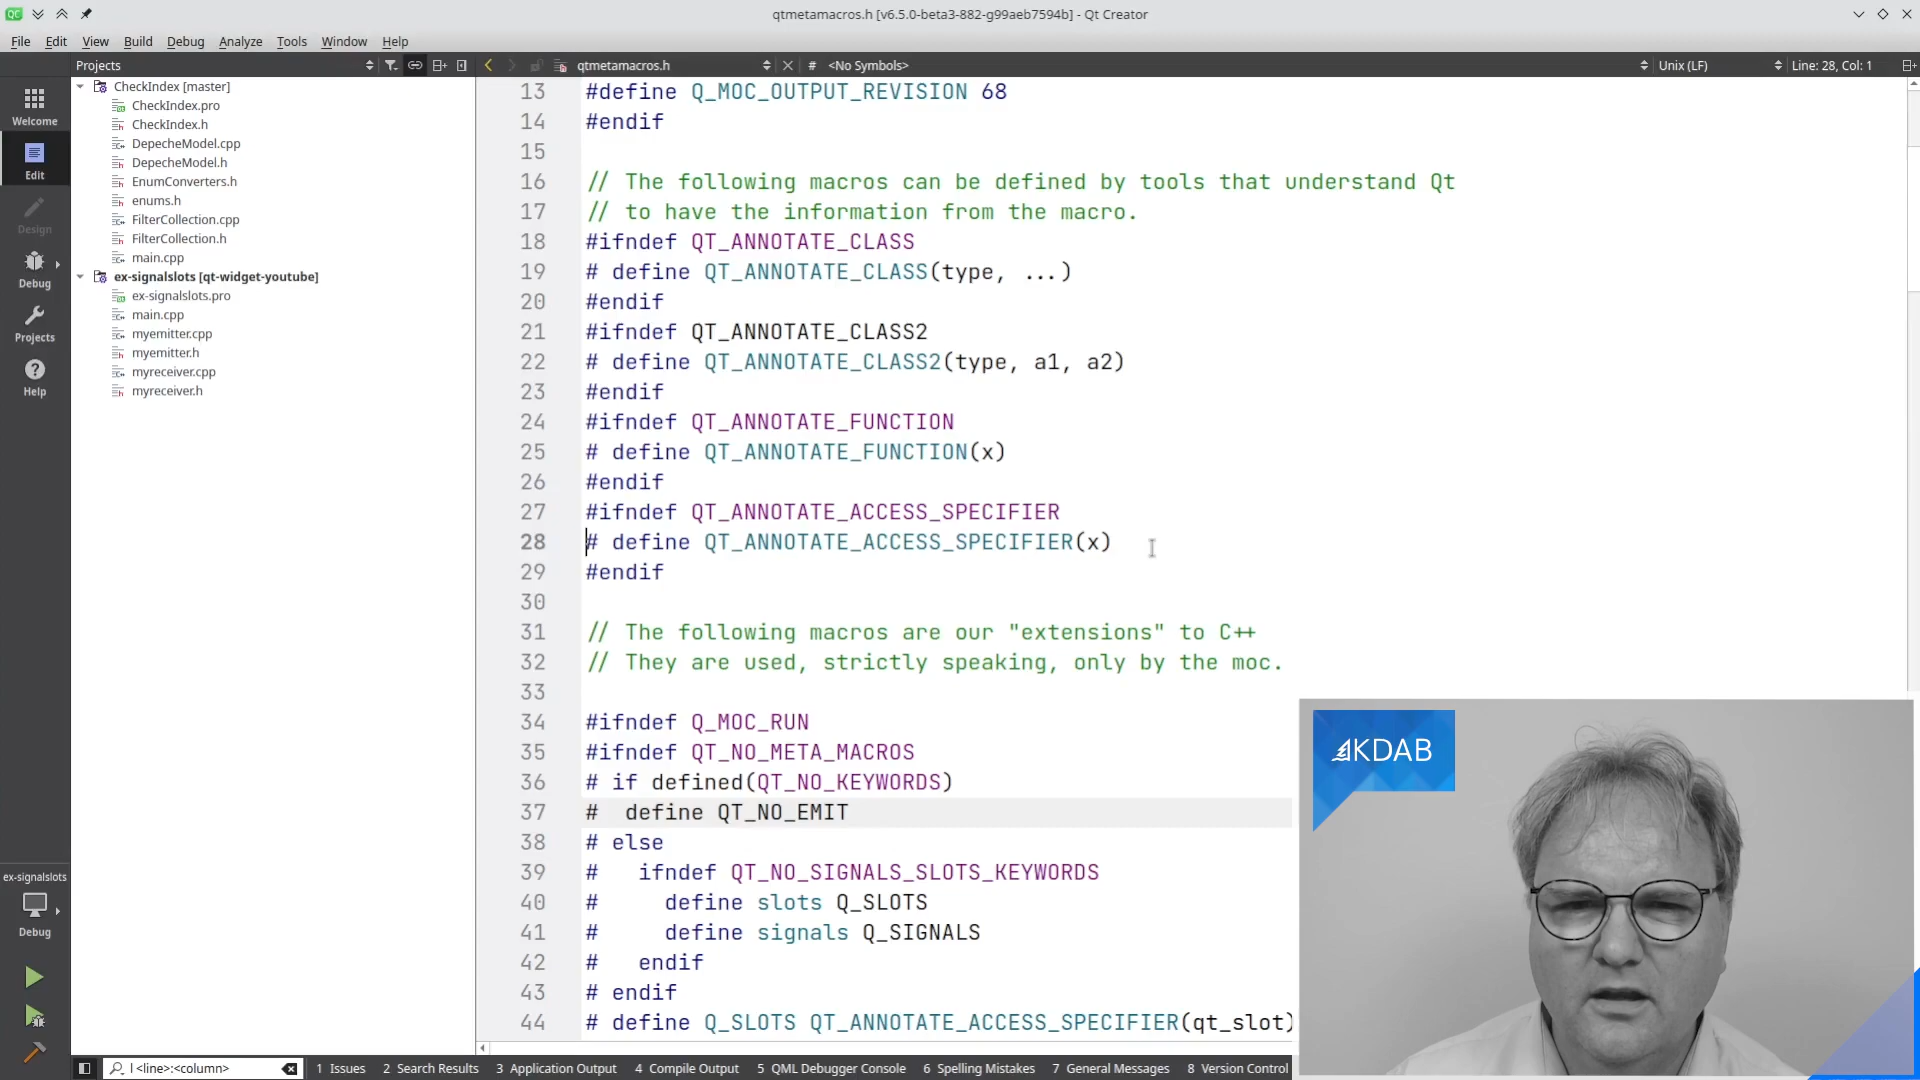 qtmetamacros.h [v6.5.0-beta3-882-g99aeb7594b] - Qt Creator
File Edit View Build Debug Analyze Tools Window Help
Projects
qtmetamacros.h
# <No Symbols>
Unix (LF)
Line: 28, Col: 1
Welcome
Edit
Design
Debug
Projects
Help
ex-signalslots
Debug
CheckIndex [master]
CheckIndex.pro
CheckIndex.h
DepecheModel.cpp
DepecheModel.h
EnumConverters.h
enums.h
FilterCollection.cpp
FilterCollection.h
main.cpp
ex-signalslots [qt-widget-youtube]
ex-signalslots.pro
main.cpp
myemitter.cpp
myemitter.h
myreceiver.cpp
myreceiver.h
13 #define Q_MOC_OUTPUT_REVISION 68
14 #endif
15
16 // The following macros can be defined by tools that understand Qt
17 // to have the information from the macro.
18 #ifndef QT_ANNOTATE_CLASS
19 # define QT_ANNOTATE_CLASS(type, ...)
20 #endif
21 #ifndef QT_ANNOTATE_CLASS2
22 # define QT_ANNOTATE_CLASS2(type, a1, a2)
23 #endif
24 #ifndef QT_ANNOTATE_FUNCTION
25 # define QT_ANNOTATE_FUNCTION(x)
26 #endif
27 #ifndef QT_ANNOTATE_ACCESS_SPECIFIER
28 # define QT_ANNOTATE_ACCESS_SPECIFIER(x)
29 #endif
30
31 // The following macros are our "extensions" to C++
32 // They are used, strictly speaking, only by the moc.
33
34 #ifndef Q_MOC_RUN
35 #ifndef QT_NO_META_MACROS
36 # if defined(QT_NO_KEYWORDS)
37 #  define QT_NO_EMIT
38 # else
39 #   ifndef QT_NO_SIGNALS_SLOTS_KEYWORDS
40 #     define slots Q_SLOTS
41 #     define signals Q_SIGNALS
42 #   endif
43 # endif
44 # define Q_SLOTS QT_ANNOTATE_ACCESS_SPECIFIER(qt_slot)
KDAB
QC
l <line>:<column>
1 Issues 2 Search Results 3 Application Output 4 Compile Output 5 QML Debugger Console 6 Spelling Mistakes 7 General Messages 8 Version Control